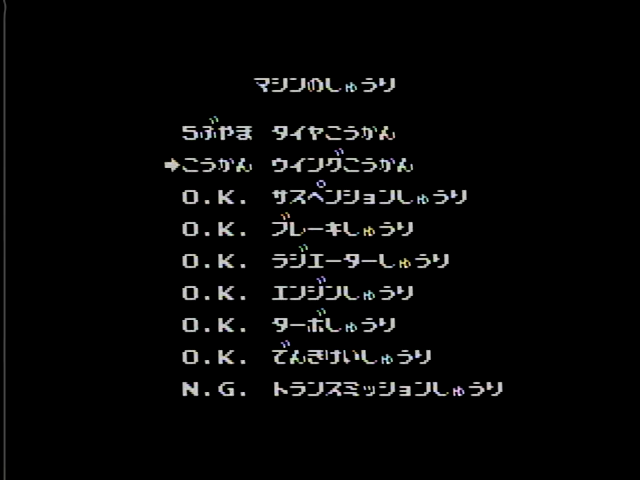 マシンのしゅうり
5ぶやま タイヤこうかん
➡こうかん ウイングこうかん
O.K. サスペンションしゅうり
O.K. ブレーキしゅうり
O.K. ラジエーターしゅうり
O.K. エンジンしゅうり
O.K. ターボしゅうり
O.K. でんきけいしゅうり
N.G. トランスミッションしゅうり